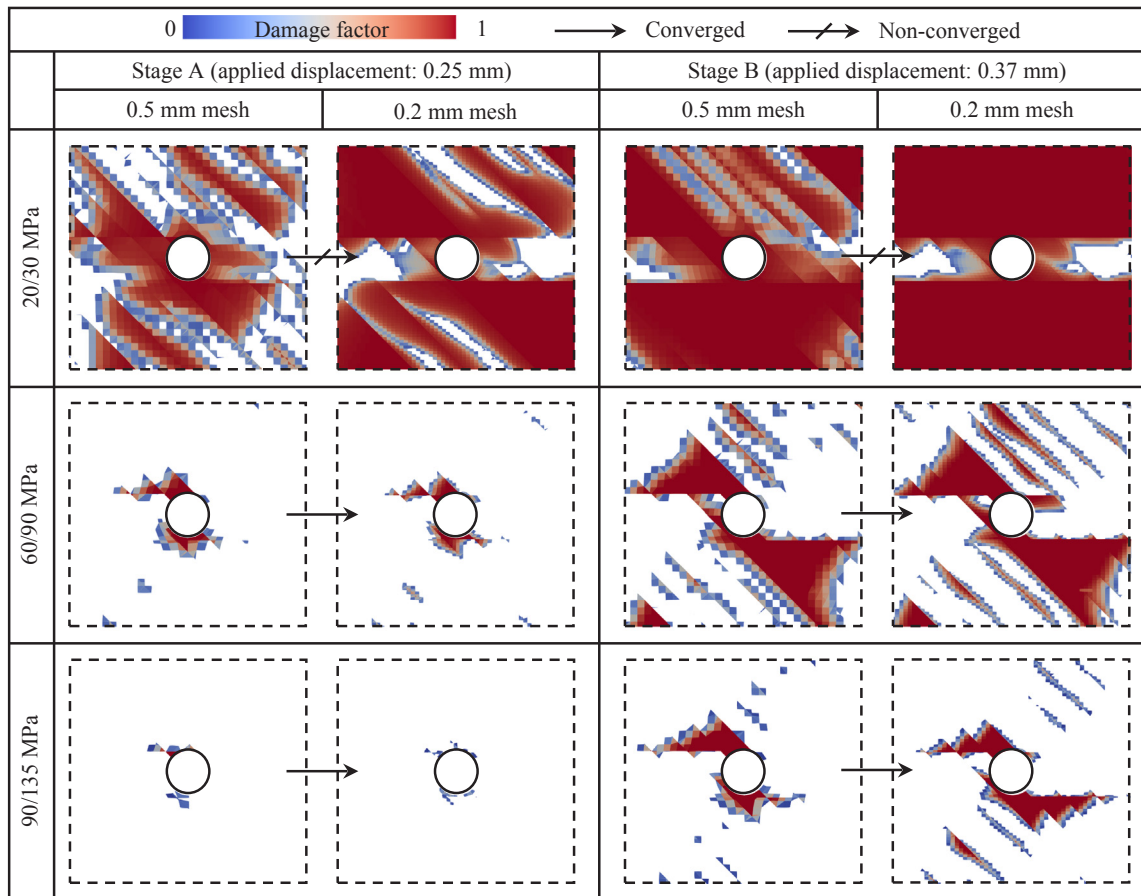 0 Damage factor 1 Converged Non-converged
Stage A (applied displacement: 0.25 mm) Stage B (applied displacement: 0.37 mm)
0.5 mm mesh 0.2 mm mesh 0.5 mm mesh 0.2 mm mesh
20/30 MPa
60/90 MPa
90/135 MPa